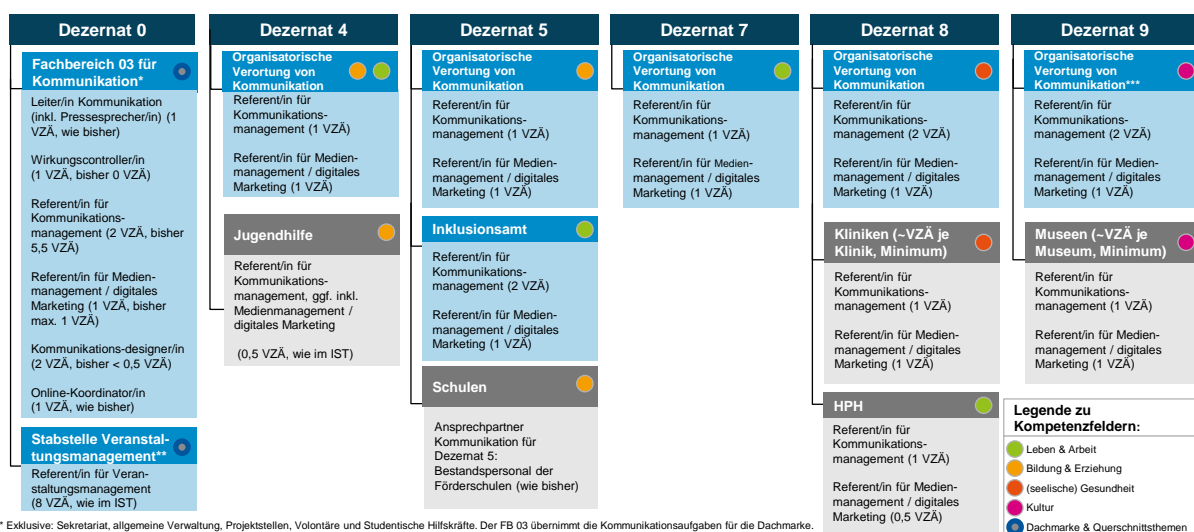 Dezernat 0
Fachbereich 03 für
Kommunikation*
Leiter/in Kommunikation
(inkl. Pressesprecher/in) (1
VZÄ, wie bisher)
Wirkungscontroller/in
(1 VZÄ, bisher 0 VZÄ)
Referent/in für
Kommunikations-
management (2 VZÄ, bisher
5,5 VZÄ)
Referent/in für Medien-
management / digitales
Marketing (1 VZÄ, bisher
max. 1 VZÄ)
Kommunikations-designer/in
(2 VZÄ, bisher < 0,5 VZÄ)
Online-Koordinator/in
(1 VZÄ, wie bisher)
Stabstelle Veranstal-
tungsmanagement**
Referent/in für Veran-
staltungsmanagement
(8 VZÄ, wie im IST)
Dezernat 4
Organisatorische
Verortung von
Kommunikation
Referent/in für
Kommunikations-
management (1 VZÄ)
Referent/in für Medien-
management / digitales
Marketing (1 VZÄ)
Jugendhilfe
Referent/in für
Kommunikations-
management, ggf. inkl.
Medienmanagement /
digitales Marketing
(0,5 VZÄ, wie im IST)
Dezernat 5
Organisatorische
Verortung von
Kommunikation
Referent/in für
Kommunikations-
management (1 VZÄ)
Referent/in für Medien-
management / digitales
Marketing (1 VZÄ)
Inklusionsamt
Referent/in für
Kommunikations-
management (2 VZÄ)
Referent/in für Medien-
management / digitales
Marketing (1 VZÄ)
Schulen
Ansprechpartner
Kommunikation für
Dezernat 5:
Bestandspersonal der
Förderschulen (wie bisher)
Dezernat 7
Organisatorische
Verortung von
Kommunikation
Referent/in für
Kommunikations-
management (1 VZÄ)
Referent/in für Medien-
management / digitales
Marketing (1 VZÄ)
Dezernat 8
Organisatorische
Verortung von
Kommunikation
Referent/in für
Kommunikations-
management (2 VZÄ)
Referent/in für Medien-
management / digitales
Marketing (1 VZÄ)
Kliniken (~VZÄ je
Klinik, Minimum)
Referent/in für
Kommunikations-
management (1 VZÄ)
Referent/in für Medien-
management / digitales
Marketing (1 VZÄ)
HPH
Referent/in für
Kommunikations-
management (1 VZÄ)
Referent/in für Medien-
management / digitales
Marketing (0,5 VZÄ)
Dezernat 9
Organisatorische
Verortung von
Kommunikation***
Referent/in für
Kommunikations-
management (2 VZÄ)
Referent/in für Medien-
management / digitales
Marketing (1 VZÄ)
Museen (~VZÄ je
Museum, Minimum)
Referent/in für
Kommunikations-
management (1 VZÄ)
Referent/in für Medien-
management / digitales
Marketing (1 VZÄ)
Legende zu
Kompetenzfeldern:
Leben & Arbeit
Bildung & Erziehung
(seelische) Gesundheit
Kultur
Dachmarke & Querschnittsthemen
* Exklusive: Sekretariat, allgemeine Verwaltung, Projektstellen, Volontäre und Studentische Hilfskräfte. Der FB 03 übernimmt die Kommunikationsaufgaben für die Dachmarke.